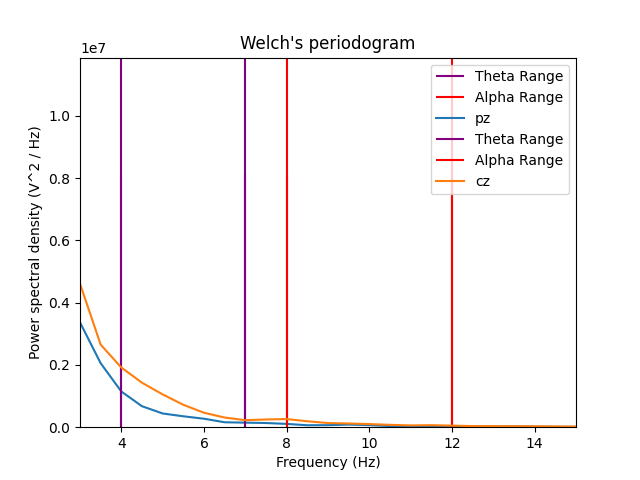 Welch's periodogram
1e7
Theta Range
Alpha Range
pz
Theta Range
Alpha Range
cz
Power spectral density (V^2 / Hz)
1.0
0.8
0.6
0.4
0.2
0.0
4 6 8 10 12 14
Frequency (Hz)